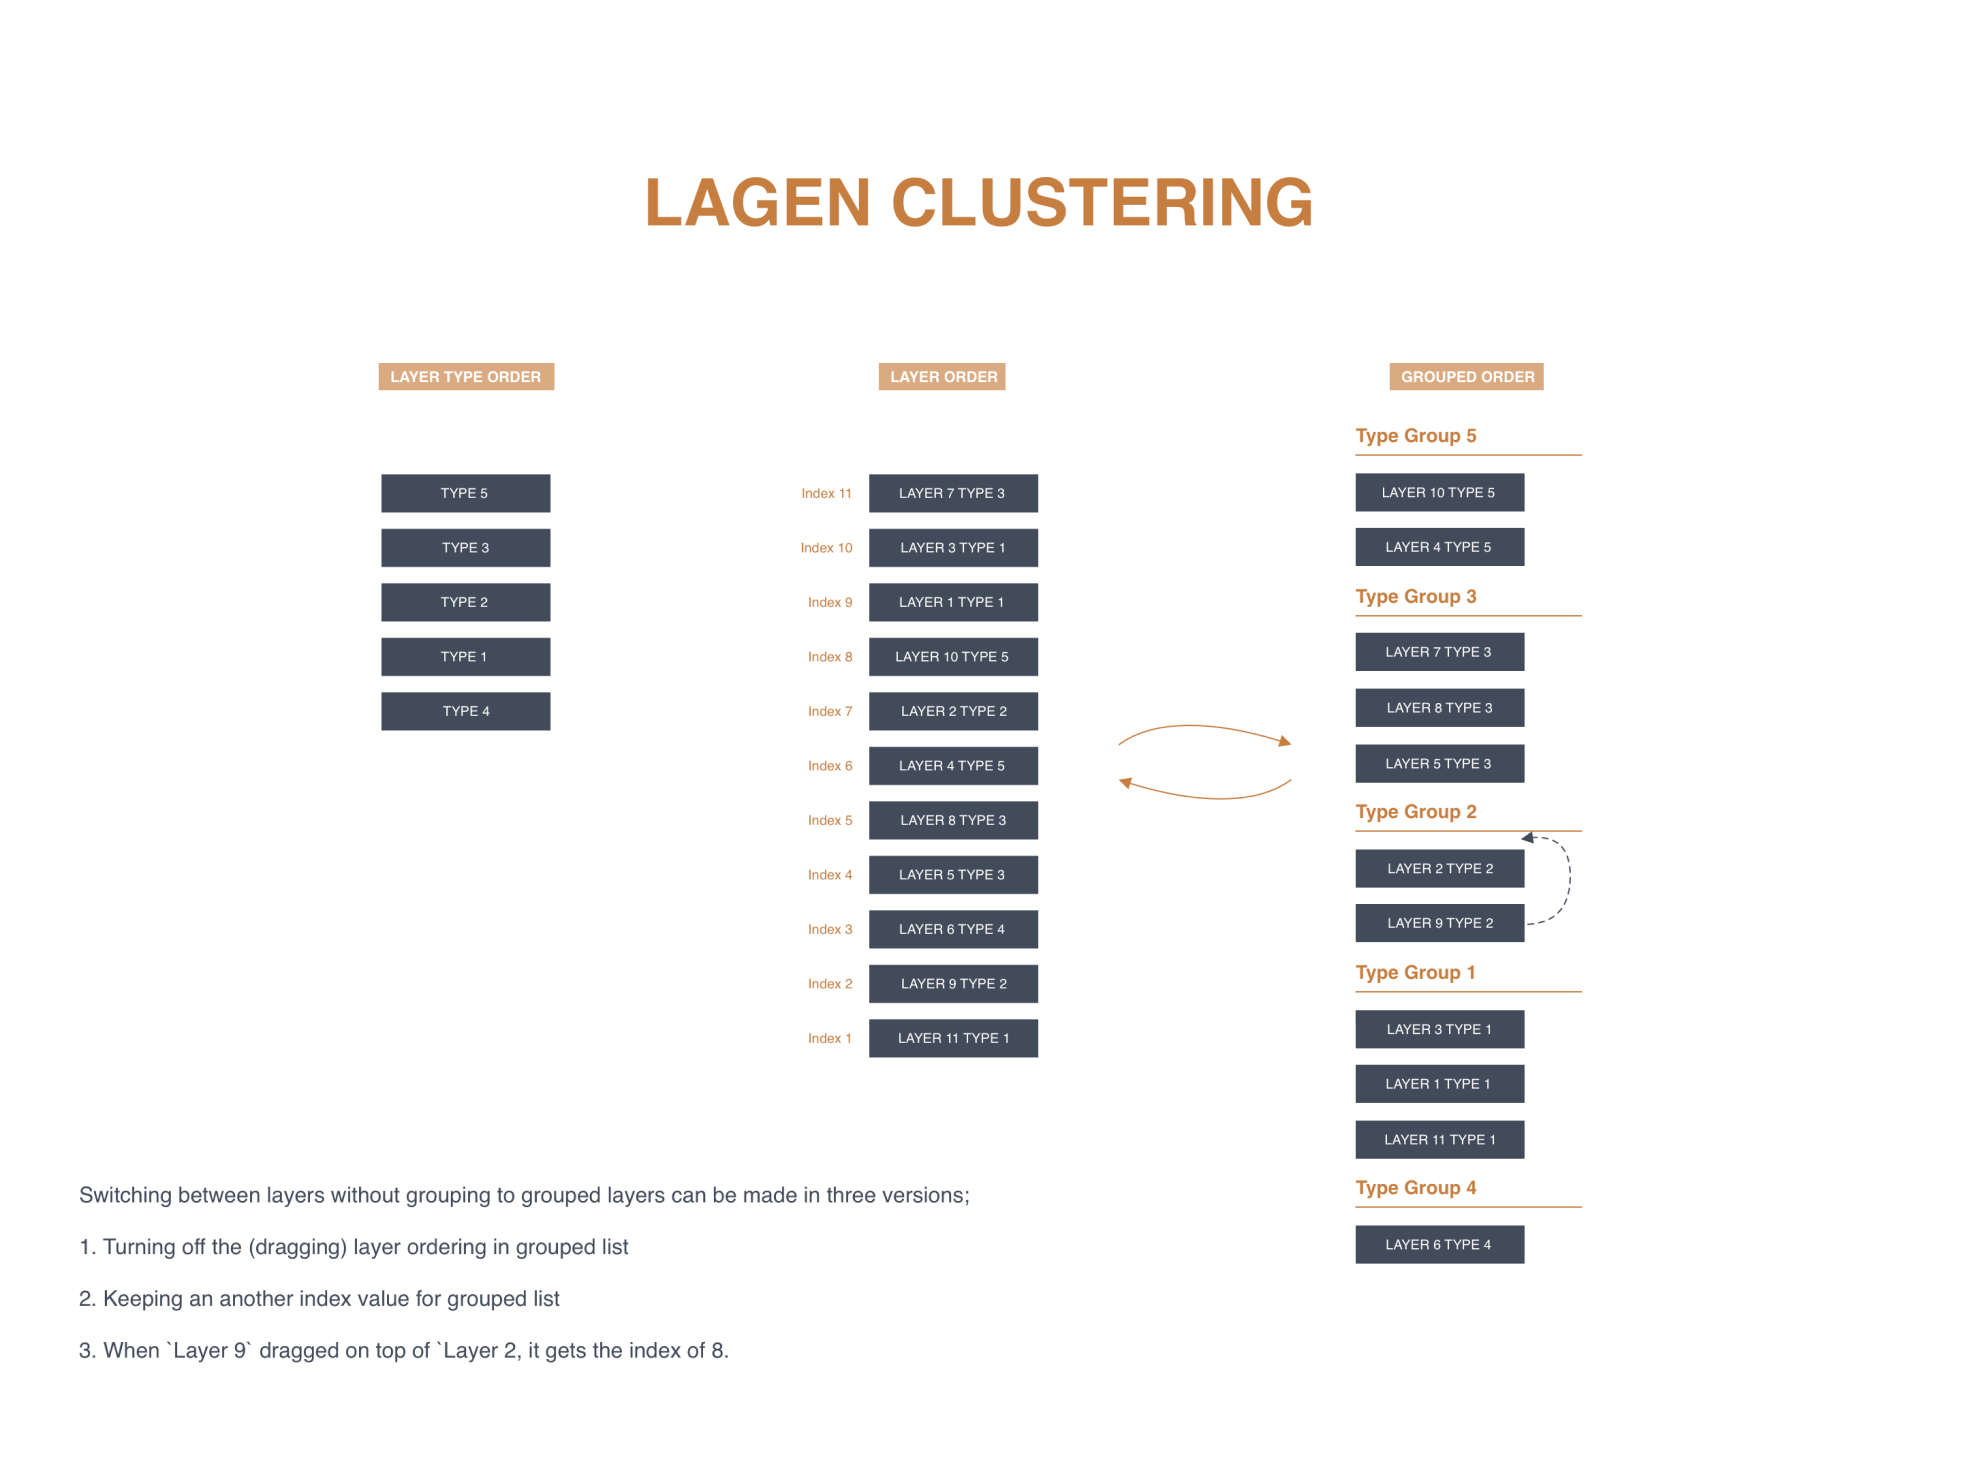 LAGEN CLUSTERING
LAYER TYPE ORDER
TYPE 5
TYPE 3
TYPE 2
TYPE 1
TYPE 4
LAYER ORDER
Index 11 LAYER 7 TYPE 3
Index 10 LAYER 3 TYPE 1
Index 9 LAYER 1 TYPE 1
Index 8 LAYER 10 TYPE 5
Index 7 LAYER 2 TYPE 2
Index 6 LAYER 4 TYPE 5
Index 5 LAYER 8 TYPE 3
Index 4 LAYER 5 TYPE 3
Index 3 LAYER 6 TYPE 4
Index 2 LAYER 9 TYPE 2
Index 1 LAYER 11 TYPE 1
GROUPED ORDER
Type Group 5
LAYER 10 TYPE 5
LAYER 4 TYPE 5
Type Group 3
LAYER 7 TYPE 3
LAYER 8 TYPE 3
LAYER 5 TYPE 3
Type Group 2
LAYER 2 TYPE 2
LAYER 9 TYPE 2
Type Group 1
LAYER 3 TYPE 1
LAYER 1 TYPE 1
LAYER 11 TYPE 1
Type Group 4
LAYER 6 TYPE 4
Switching between layers without grouping to grouped layers can be made in three versions;
1. Turning off the (dragging) layer ordering in grouped list
2. Keeping an another index value for grouped list
3. When `Layer 9` dragged on top of `Layer 2, it gets the index of 8.